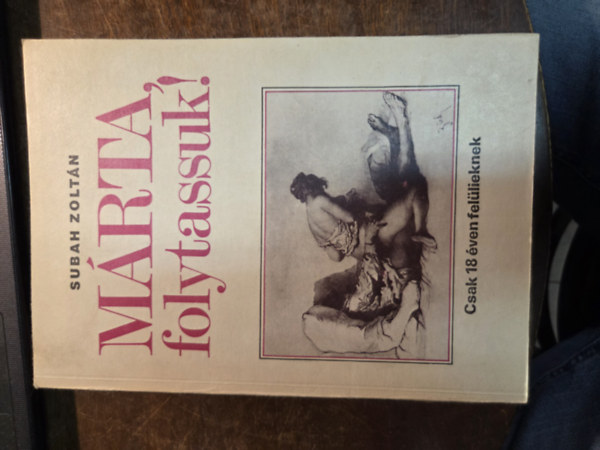 SUBAH ZOLTÁN
MÁRTA,
folytassuk!
Csak 18 éven felülieknek